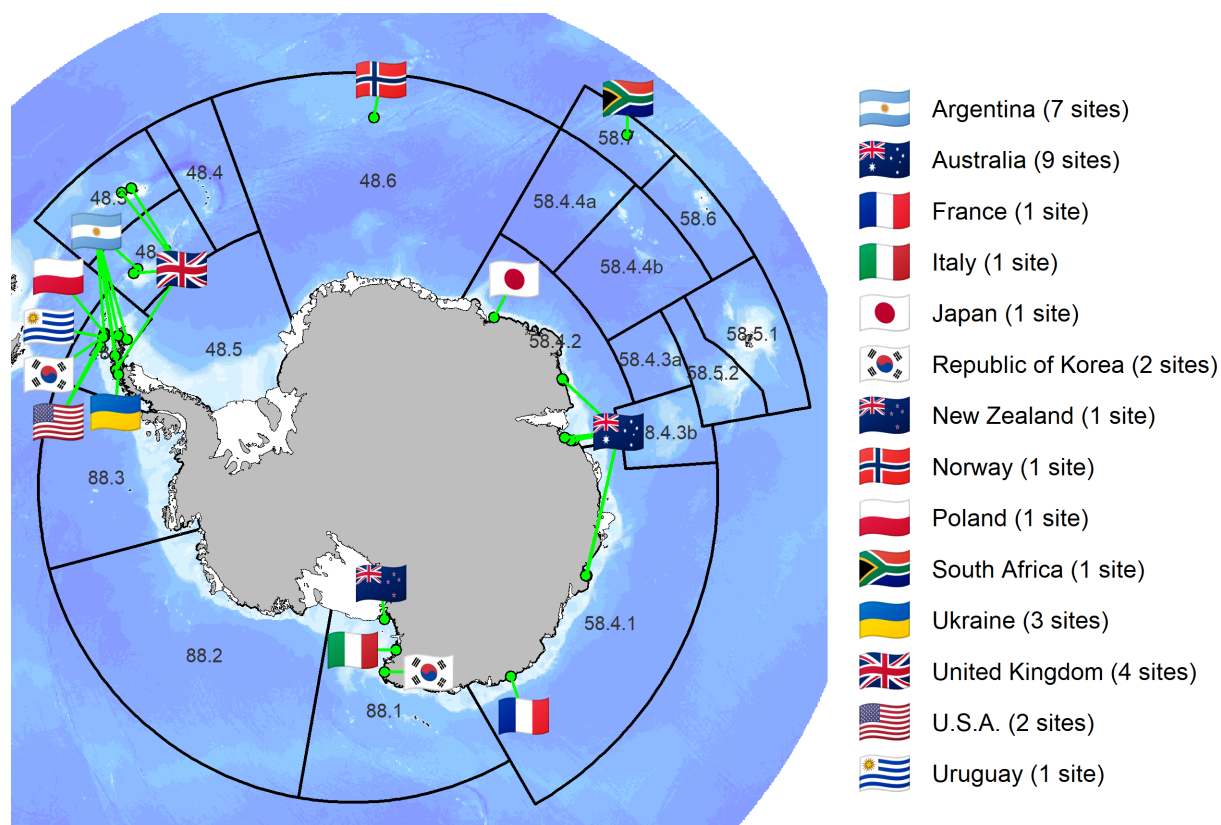 58.7
48.4
48.6
48.3
58.4.4a
58.6
48.
58.4.4b
58.5.1
58.4.2
48.5
58.4.3a
58.5.2
8.4.3b
88.3
58.4.1
88.2
88.1
Argentina (7 sites)
Australia (9 sites)
France (1 site)
Italy (1 site)
Japan (1 site)
Republic of Korea (2 sites)
New Zealand (1 site)
Norway (1 site)
Poland (1 site)
South Africa (1 site)
Ukraine (3 sites)
United Kingdom (4 sites)
U.S.A. (2 sites)
Uruguay (1 site)